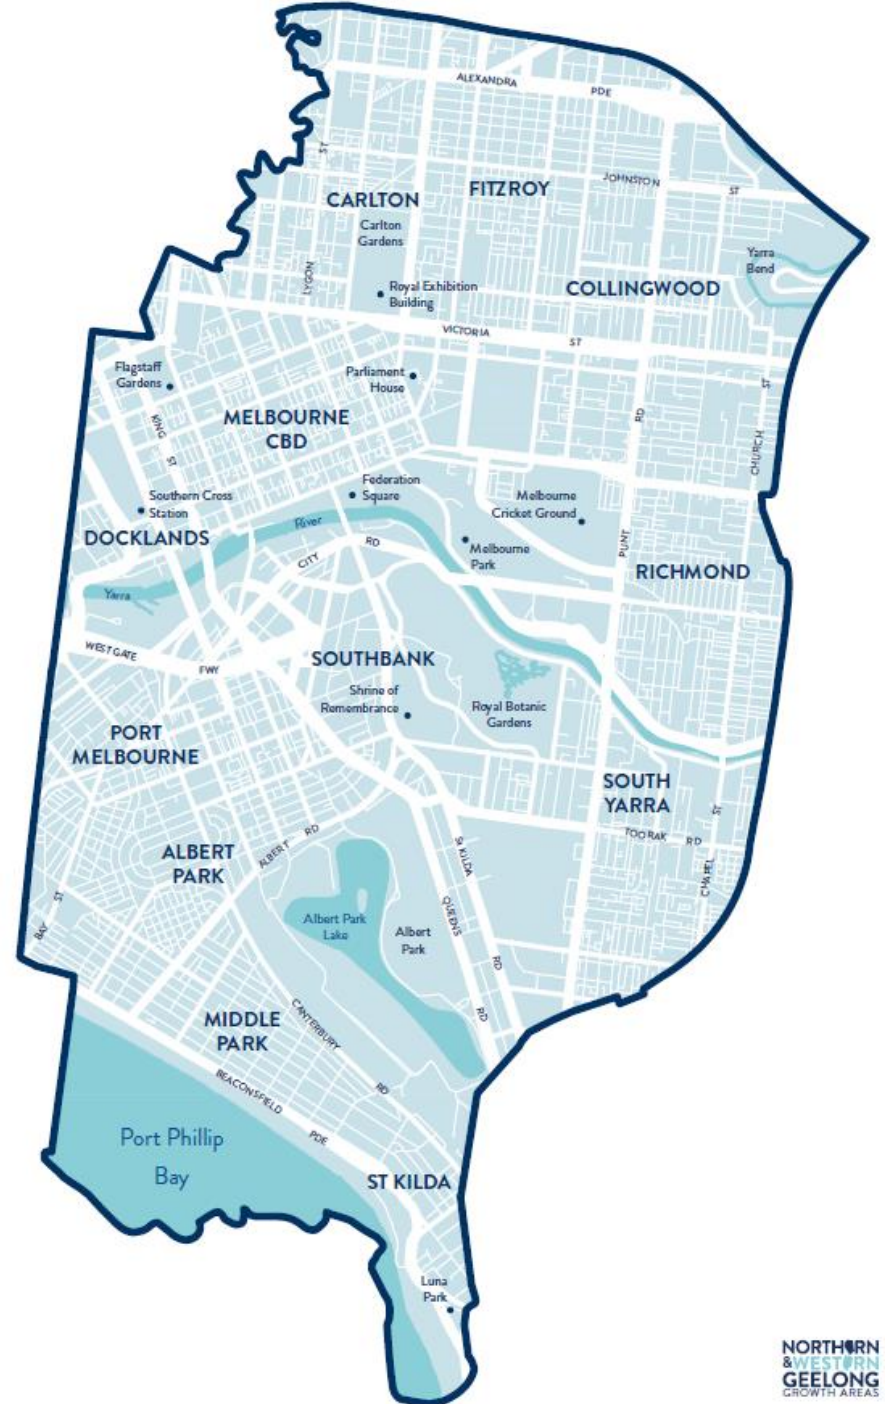 ALEXANDRA
PDE
ST
CARLTON
FITZROY
JOHNSTON
ST
Carlton
Gardens
Yarra
Bend
LYGON
Royal Exhibition
Building
COLLINGWOOD
VICTORIA
ST
Flagstaff
Gardens
Parliament
House
ST
MELBOURNE
CBD
RD
KING
ST
CHURCH
Federation
Square
Southern Cross
Station
Melbourne
Cricket Ground
River
DOCKLANDS
CITY
RD
Melbourne
Park
PUNT
RICHMOND
Yarra
WESTGATE
FWY
SOUTHBANK
Shrine of
Remembrance
Royal Botanic
Gardens
PORT
MELBOURNE
SOUTH
YARRA
ST
TOORAK
RD
ALBERT
RD
ALBERT
PARK
ST KILDA
CHAPEL
ST
BAY
Albert Park
Lake
QUEENS
Albert
Park
RD
RD
MIDDLE
PARK
CANTERBURY
RD
BEACONSFIELD
PDE
Port Phillip
Bay
ST KILDA
Luna
Park
NORTHERN
&WESTERN
GEELONG
GROWTH AREAS